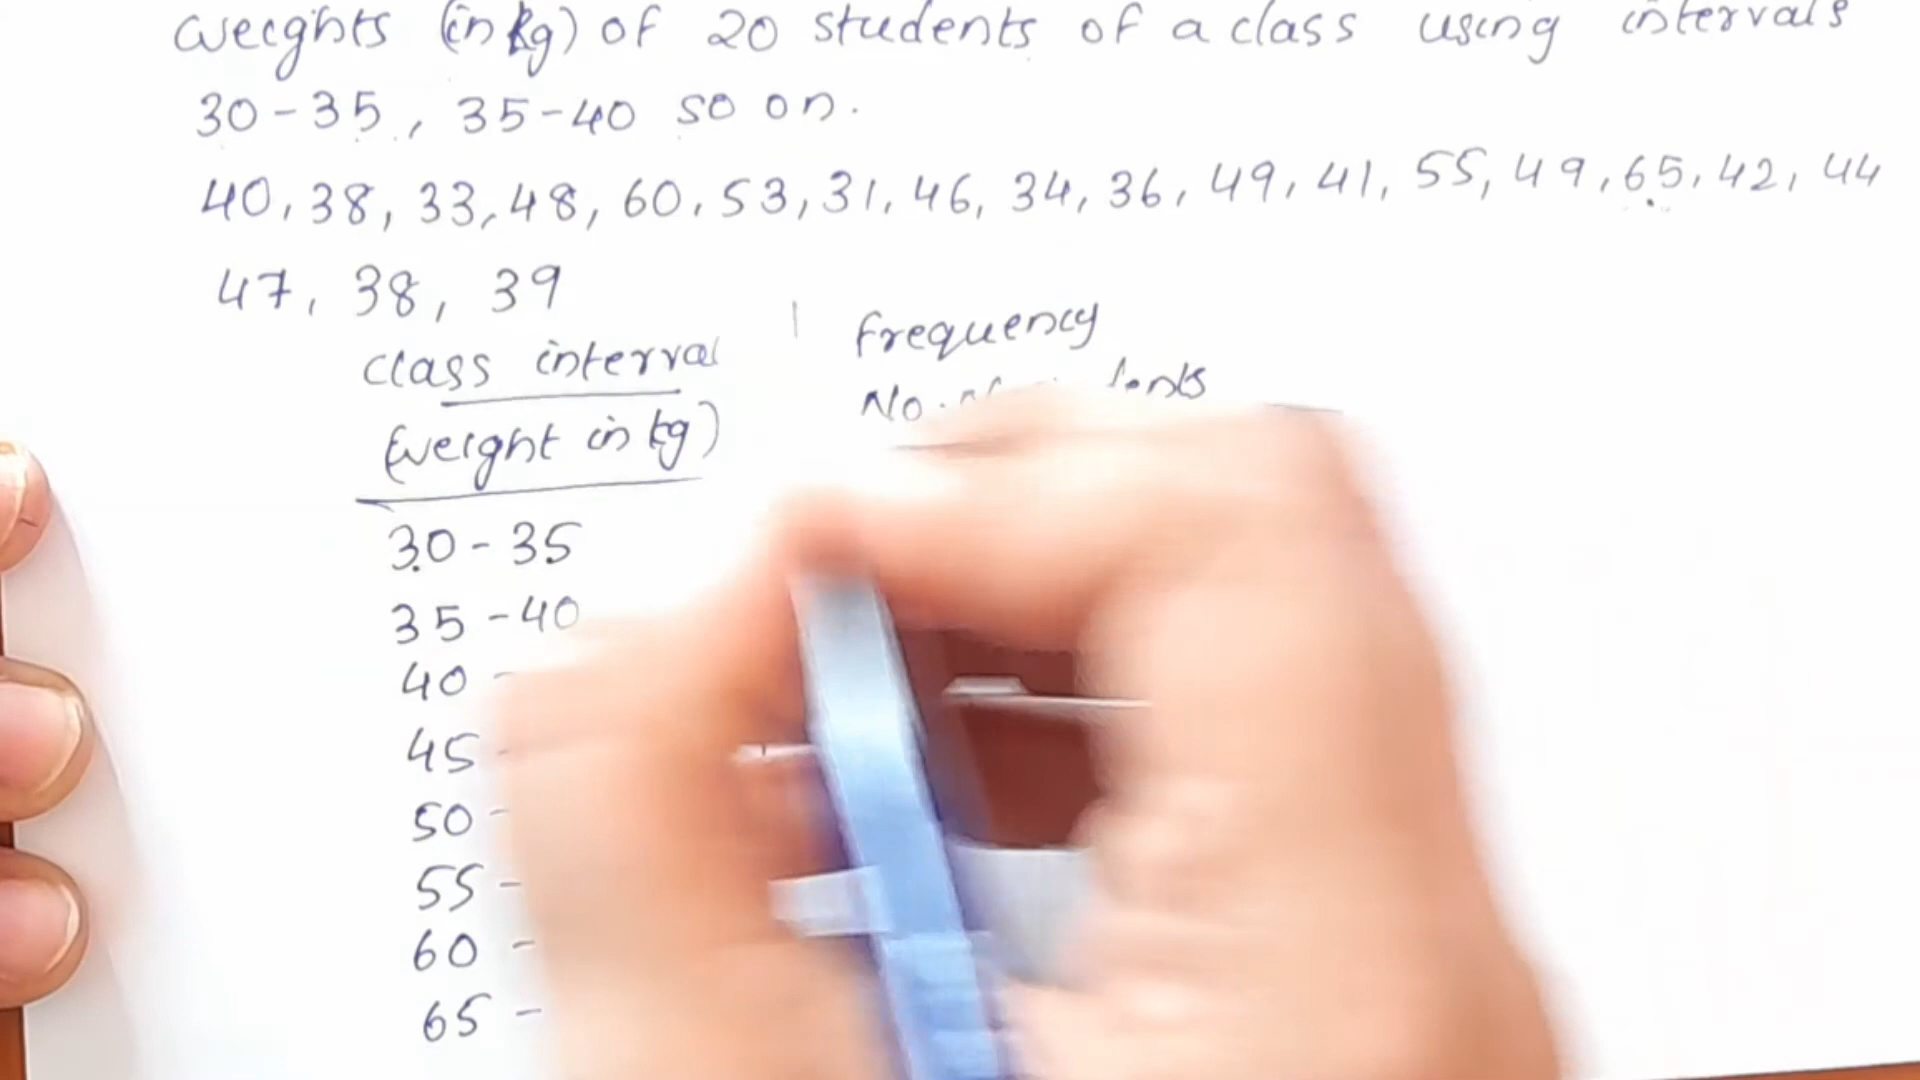 weights (in kg) of 20 students of a class using intervals
30-35, 35-40 so on.
40, 38, 33, 48, 60, 53, 31, 46, 34, 36, 49, 41, 55, 49, 65, 42, 44
47, 38, 39
class interval
(weight in kg)
frequency
No. of
30-35
35-40
40 -
45 -
50 -
55 -
60 -
65 -